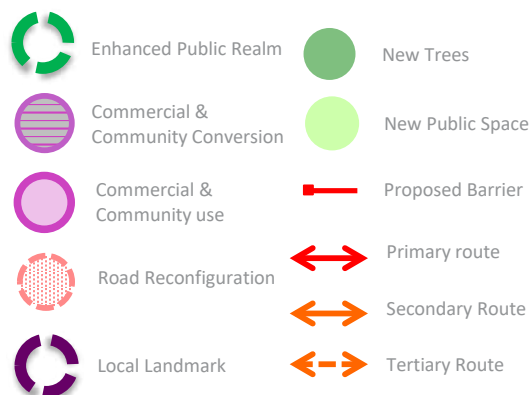 Enhanced Public Realm
Commercial &
Community Conversion
Commercial &
Community use
Road Reconfiguration
Local Landmark
New Trees
New Public Space
Proposed Barrier
Primary route
Secondary Route
Tertiary Route